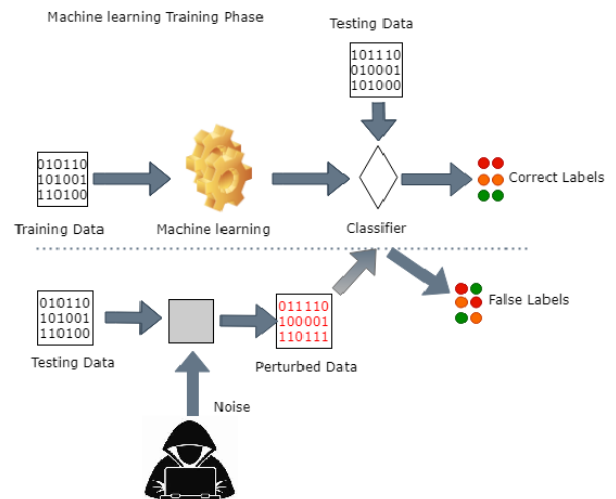 Machine learning Training Phase
Testing Data
101110
010001
101000
010110
101001
110100
Training Data
Machine learning
Classifier
Correct Labels
010110
101001
110100
Testing Data
011110
100001
110111
Perturbed Data
False Labels
Noise